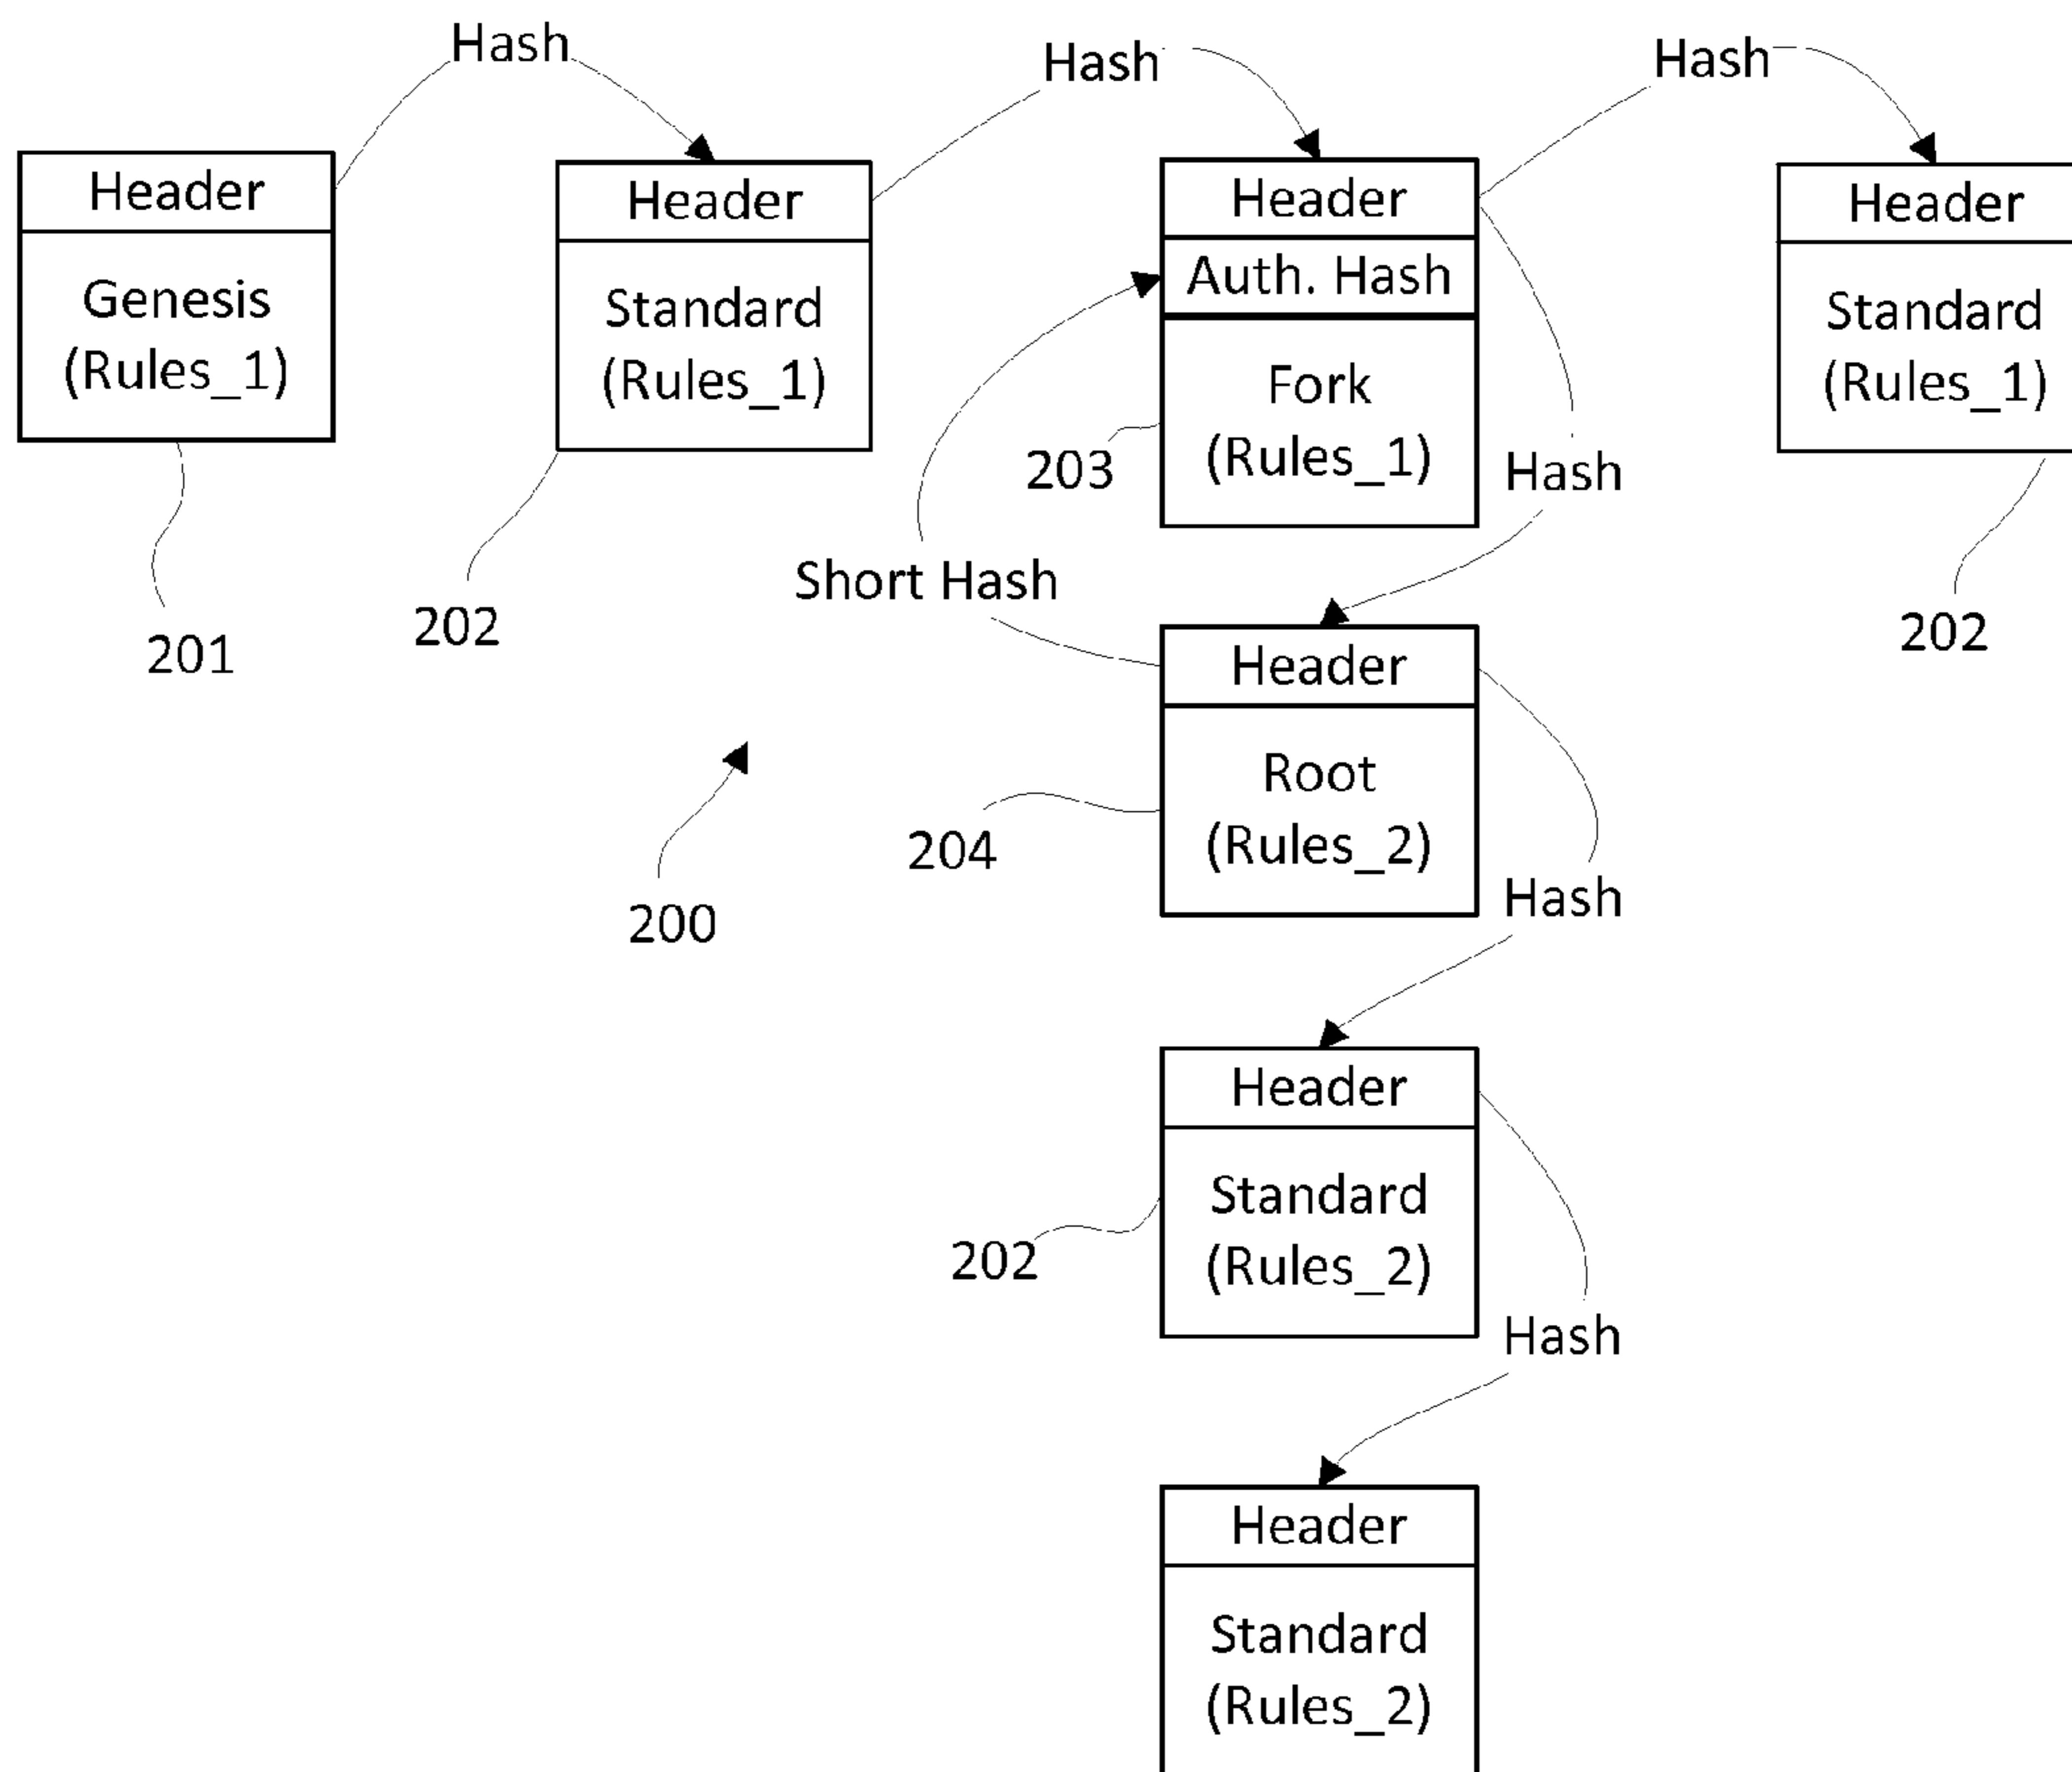 Hash
Hash
Hash
Header
Genesis
(Rules_1)
201
Header
Standard
(Rules_1)
202
Header
Auth. Hash
Fork
(Rules_1)
203
Header
Standard
(Rules_1)
202
Hash
Short Hash
Header
Root
(Rules_2)
204
200
Hash
Header
Standard
(Rules_2)
202
Hash
Header
Standard
(Rules_2)